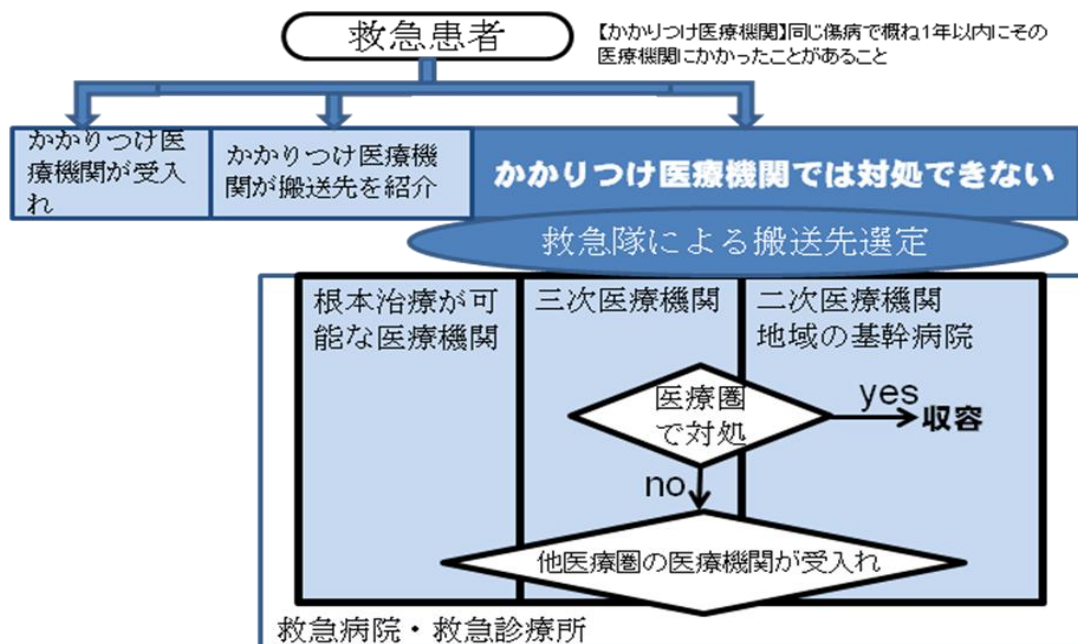 救急患者
【かかりつけ医療機関】同じ傷病で概ね1年以内にその
医療機関にかかったことがあること
かかりつけ医
療機関が受入
れ
かかりつけ医療機
関が搬送先を紹介
かかりつけ医療機関では対処できない
救急隊による搬送先選定
根本治療が可
能な医療機関
三次医療機関
二次医療機関
地域の基幹病院
医療圏
で対処
yes
収容
no
他医療圏の医療機関が受入れ
救急病院・救急診療所